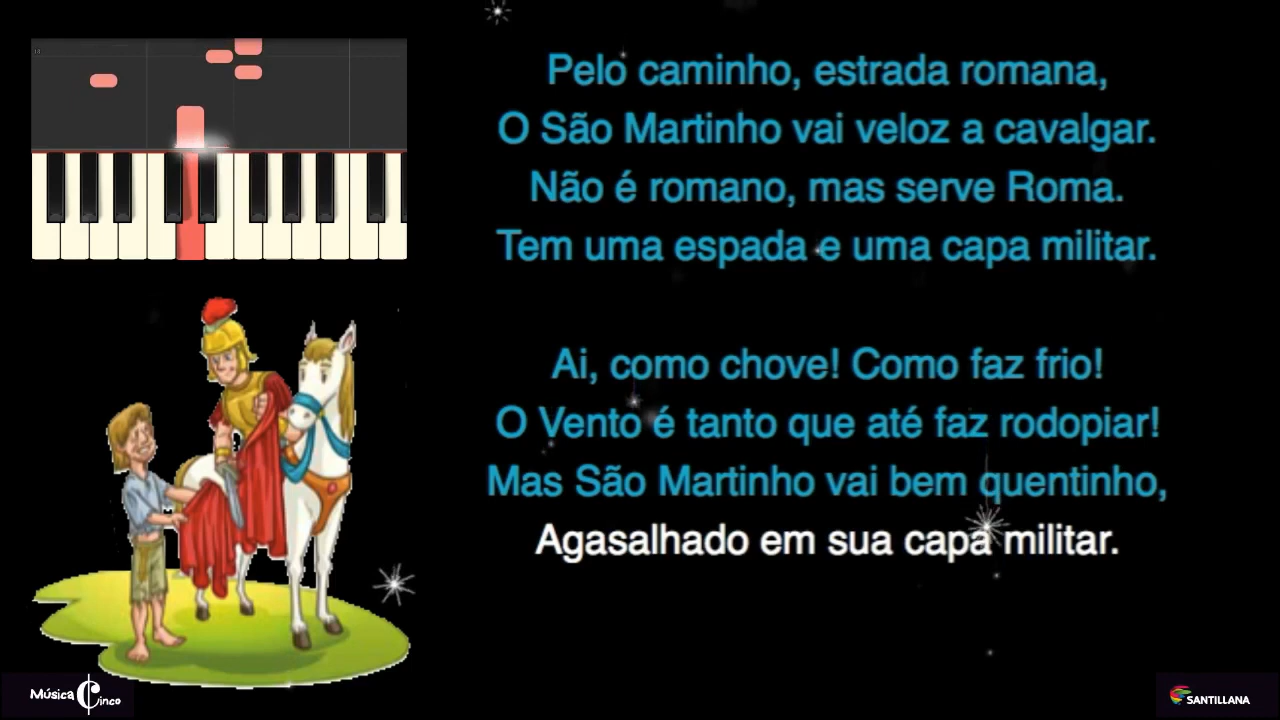 Pelo caminho, estrada romana,
O São Martinho vai veloz a cavalgar.
Não é romano, mas serve Roma.
Tem uma espada e uma capa militar.
Ai, como chove! Como faz frio!
O Vento é tanto que até faz rodopiar!
Mas São Martinho vai bem quentinho,
Agasalhado em sua capa militar.
Música Cinco
SANTILLANA